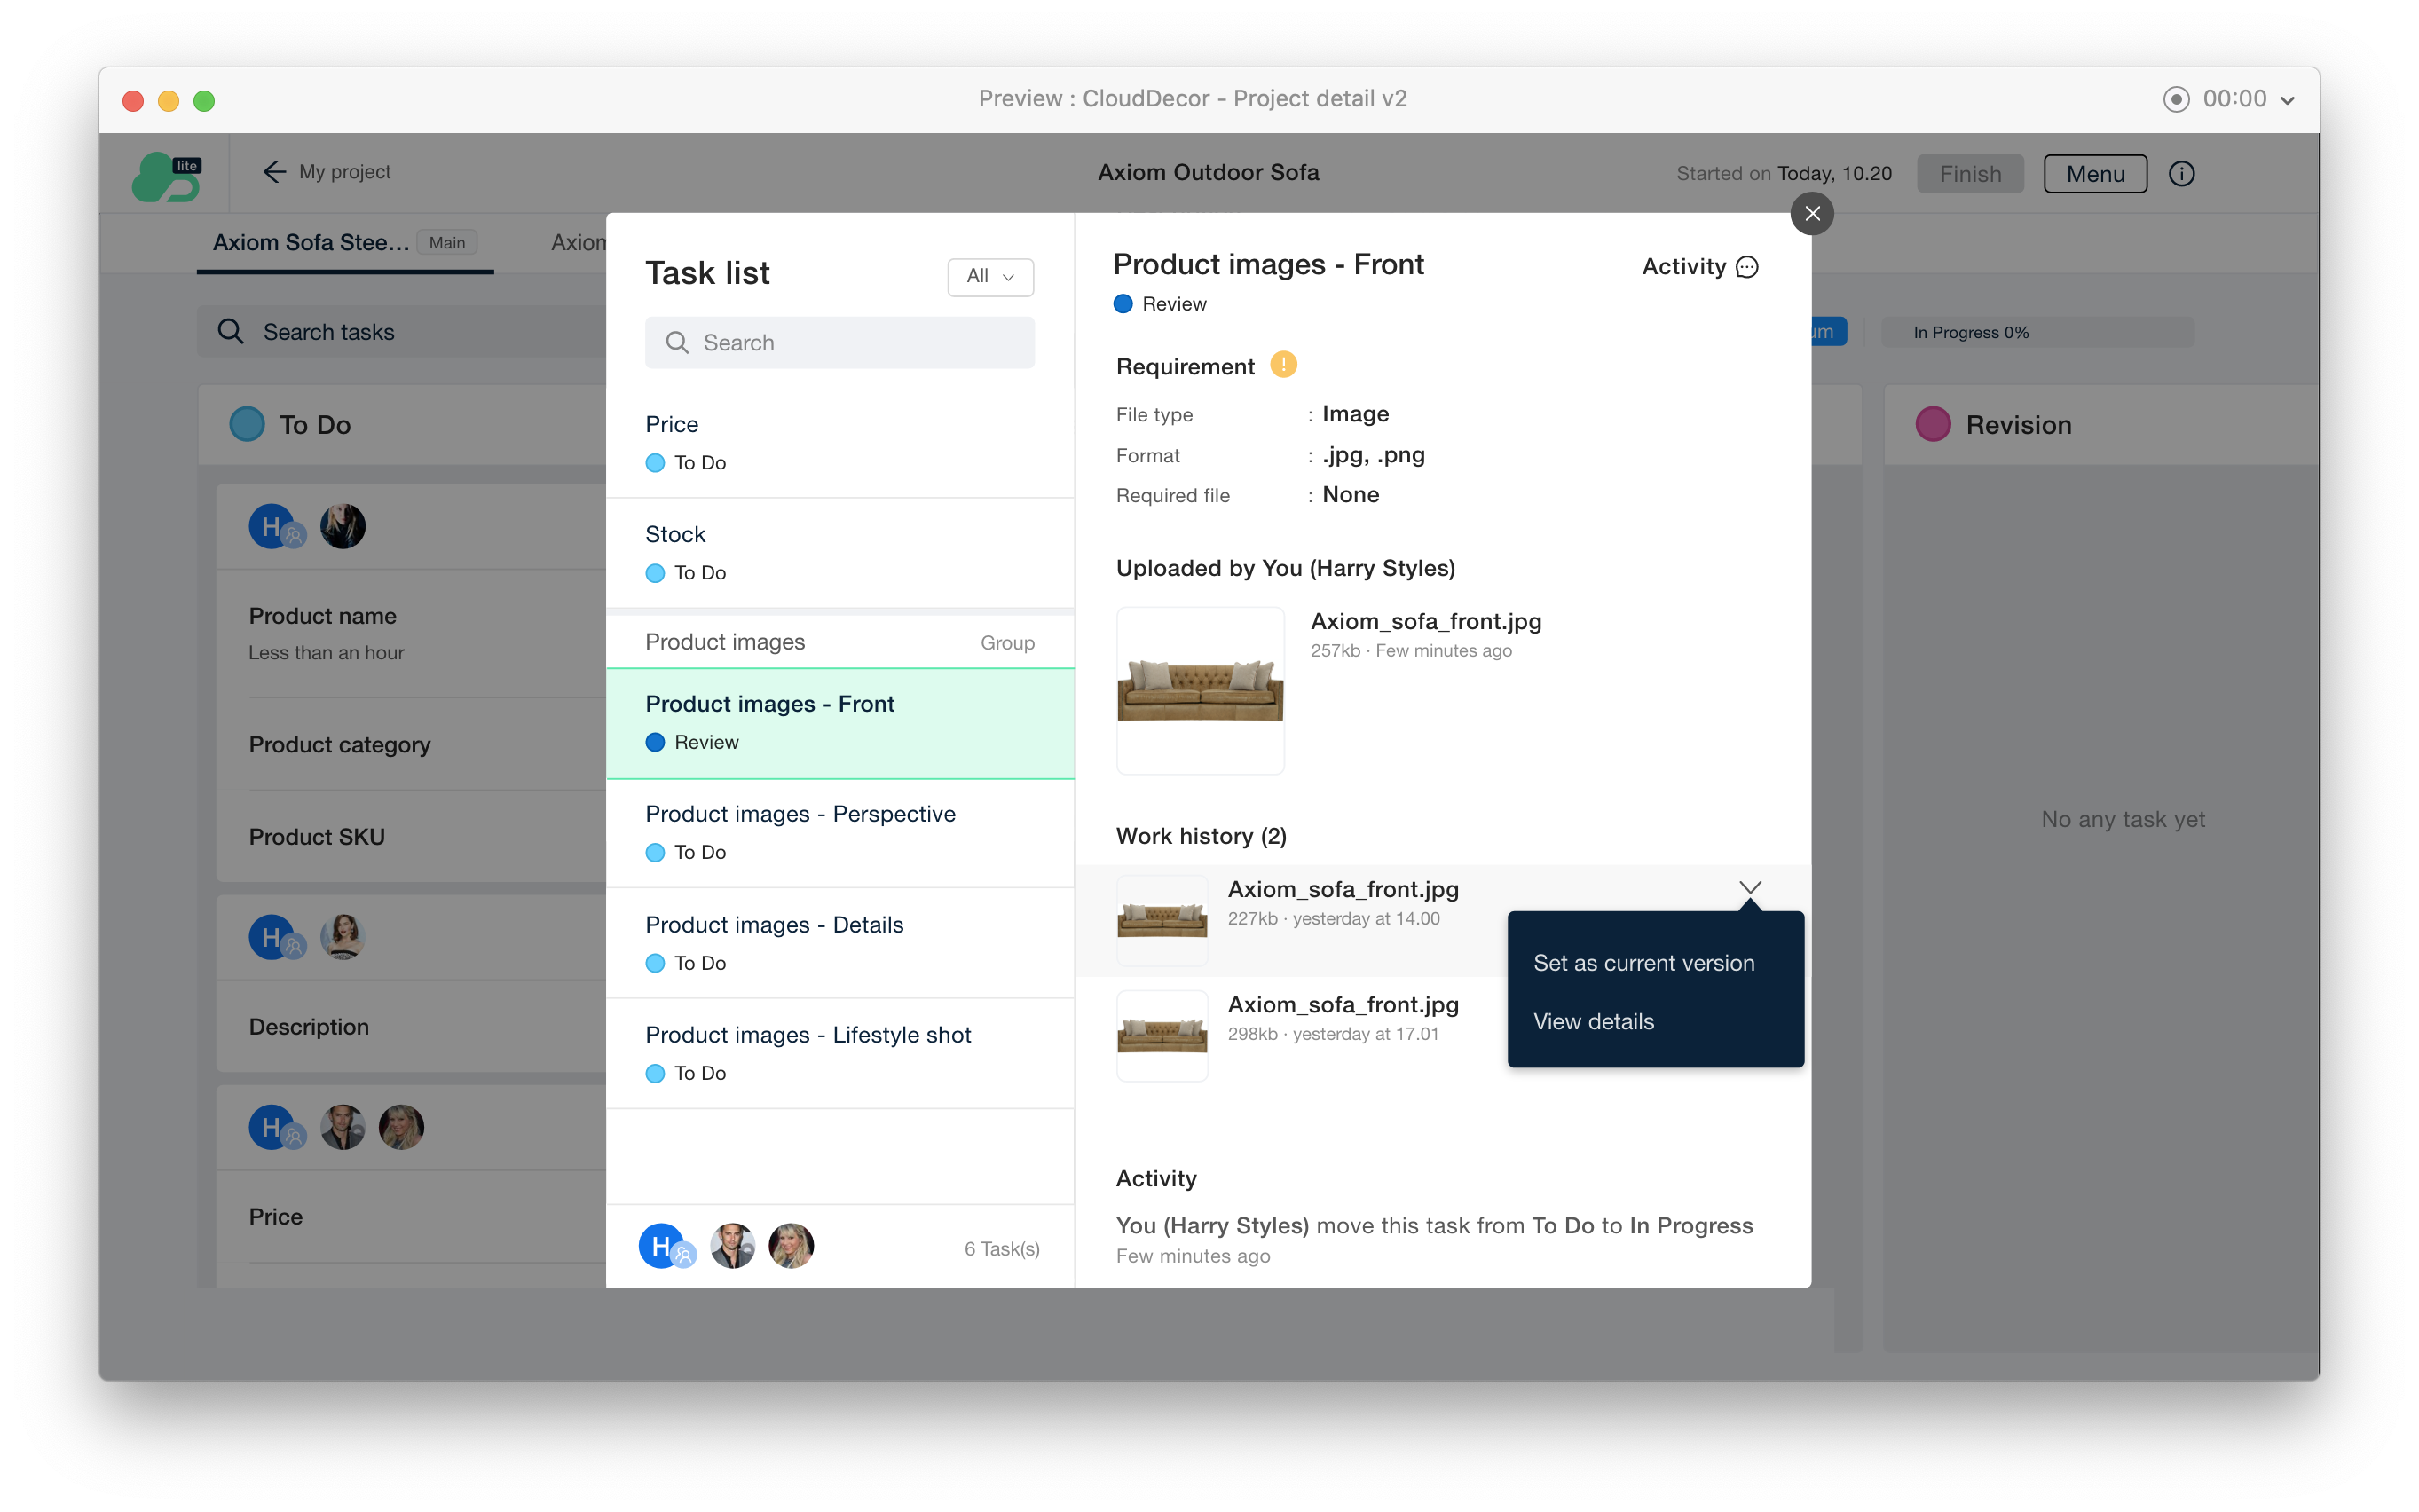 Preview : CloudDecor - Project detail v2
00:00
lite
My project
Axiom Outdoor Sofa
Started on Today, 10.20
Finish
Menu
Axiom Sofa Stee...
Main
Axiom
Search tasks
In Progress 0%
To Do
H
Product name
Less than an hour
Product category
Product SKU
H
Description
H
Price
Task list
All
Search
Price
To Do
Stock
To Do
Product images
Group
Product images - Front
Review
Product images - Perspective
To Do
Product images - Details
To Do
Product images - Lifestyle shot
To Do
H
6 Task(s)
Product images - Front
Activity
Review
Requirement
File type : Image
Format : .jpg, .png
Required file : None
Uploaded by You (Harry Styles)
Axiom_sofa_front.jpg
257kb · Few minutes ago
Work history (2)
Axiom_sofa_front.jpg
227kb · yesterday at 14.00
Set as current version
View details
Axiom_sofa_front.jpg
298kb · yesterday at 17.01
Activity
You (Harry Styles) move this task from To Do to In Progress
Few minutes ago
Revision
No any task yet